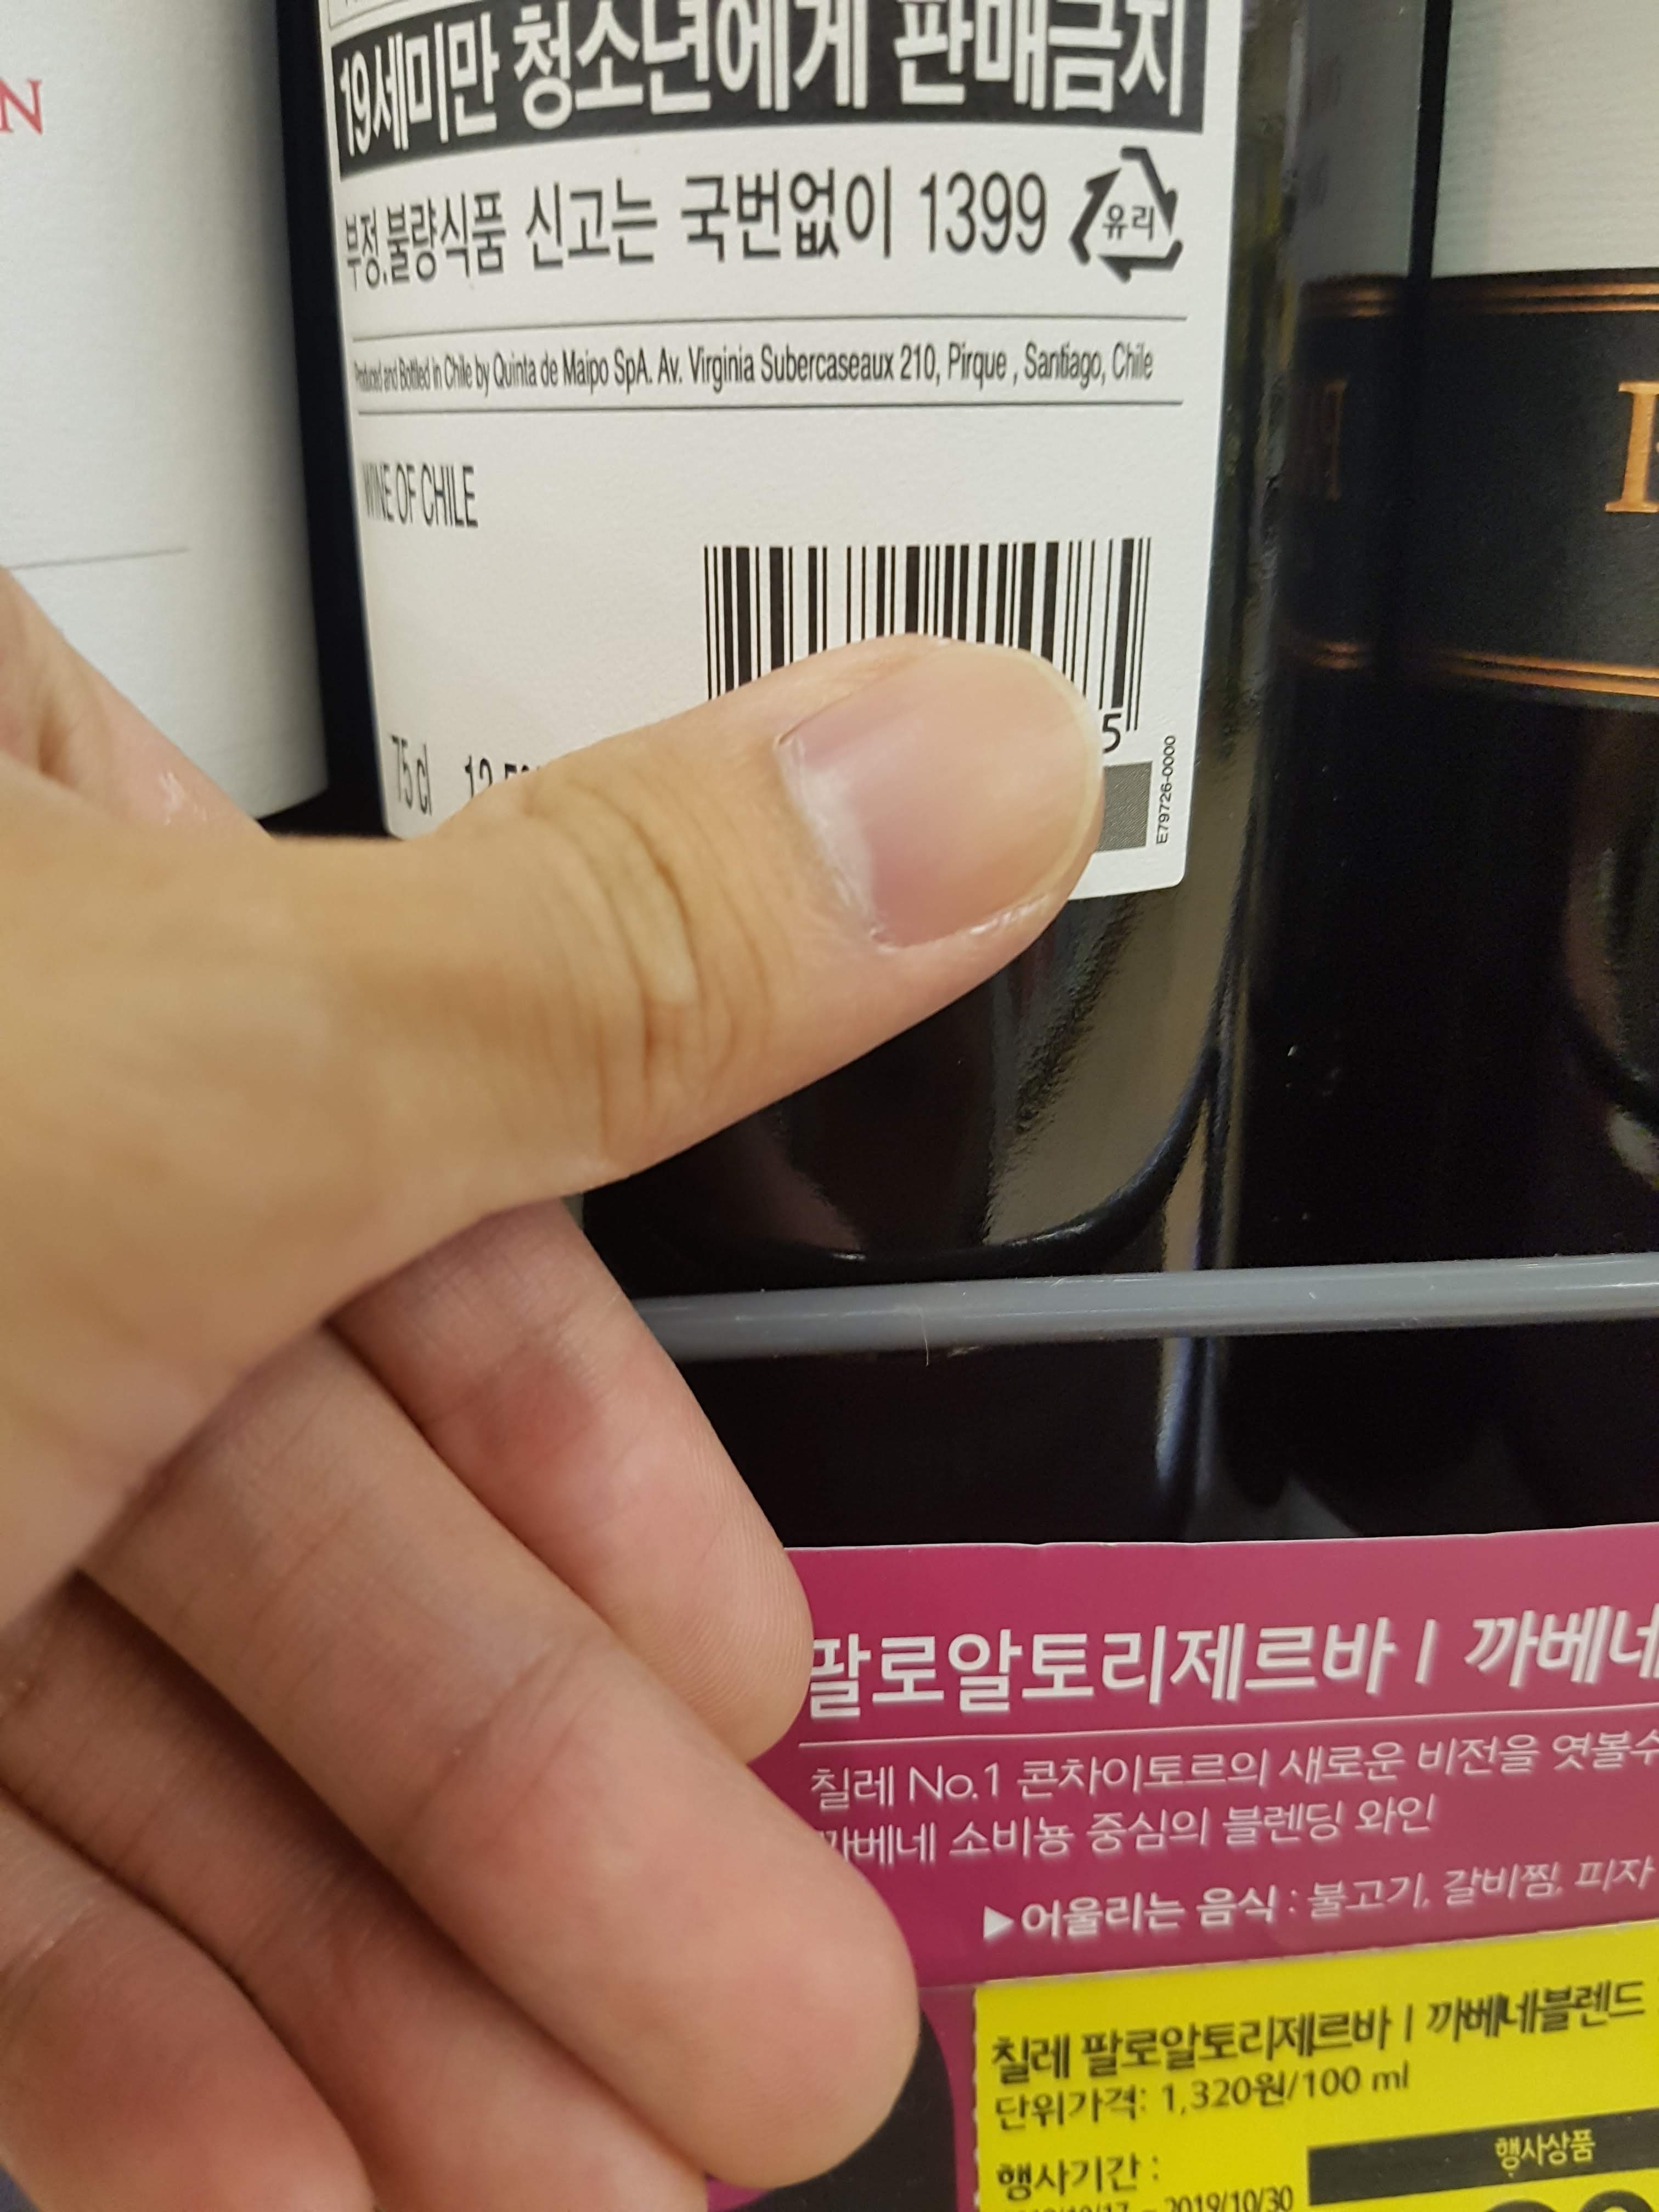 N
19세미만 청소년에게 판매금지
부정.불량식품 신고는 국번없이 1399
유리
Produced and Bottled in Chile by Quinta de Maipo SpA. Av. Virginia Subercaseaux 210, Pirque , Santiago, Chile
WINE OF CHILE
5
75 cl
E79726-0000
팔로알토리제르바 I 까베네
칠레 No.1 콘차이토르의 새로운 비전을 엿볼수
까베네 소비뇽 중심의 블렌딩 와인
▶어울리는 음식 : 불고기, 갈비찜, 피자
칠레 팔로알토리제르바 I 까베네블렌드
단위가격: 1,320원/100 ml
행사상품
행사기간 :
2019/10/30